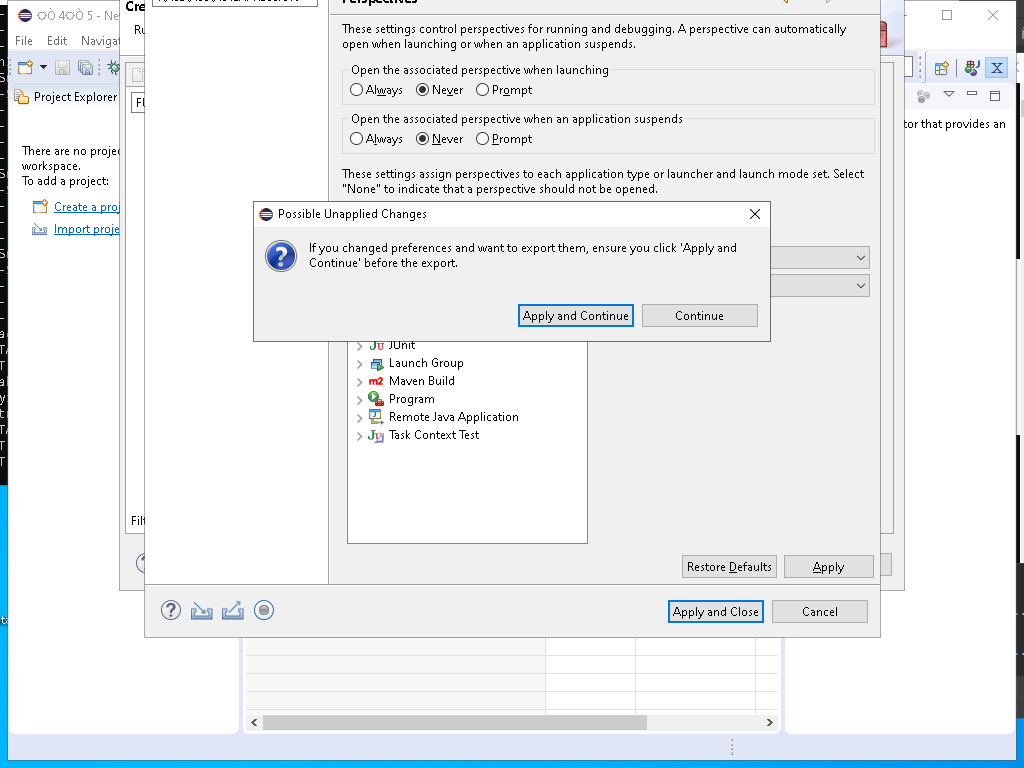 File Edit Navigat
Project Explorer
There are no projec
workspace.
To add a project:
Create a proj
Import proje
Cre
Ru
Filt
Perspectives
These settings control perspectives for running and debugging. A perspective can automatically
open when launching or when an application suspends.
Open the associated perspective when launching
Always Never Prompt
Open the associated perspective when an application suspends
Always Never Prompt
These settings assign perspectives to each application type or launcher and launch mode set. Select
"None" to indicate that a perspective should not be opened.
tor that provides an
Possible Unapplied Changes
If you changed preferences and want to export them, ensure you click 'Apply and
Continue' before the export.
Apply and Continue Continue
JUnit
Launch Group
m2 Maven Build
Program
Remote Java Application
Task Context Test
Restore Defaults Apply
Apply and Close Cancel